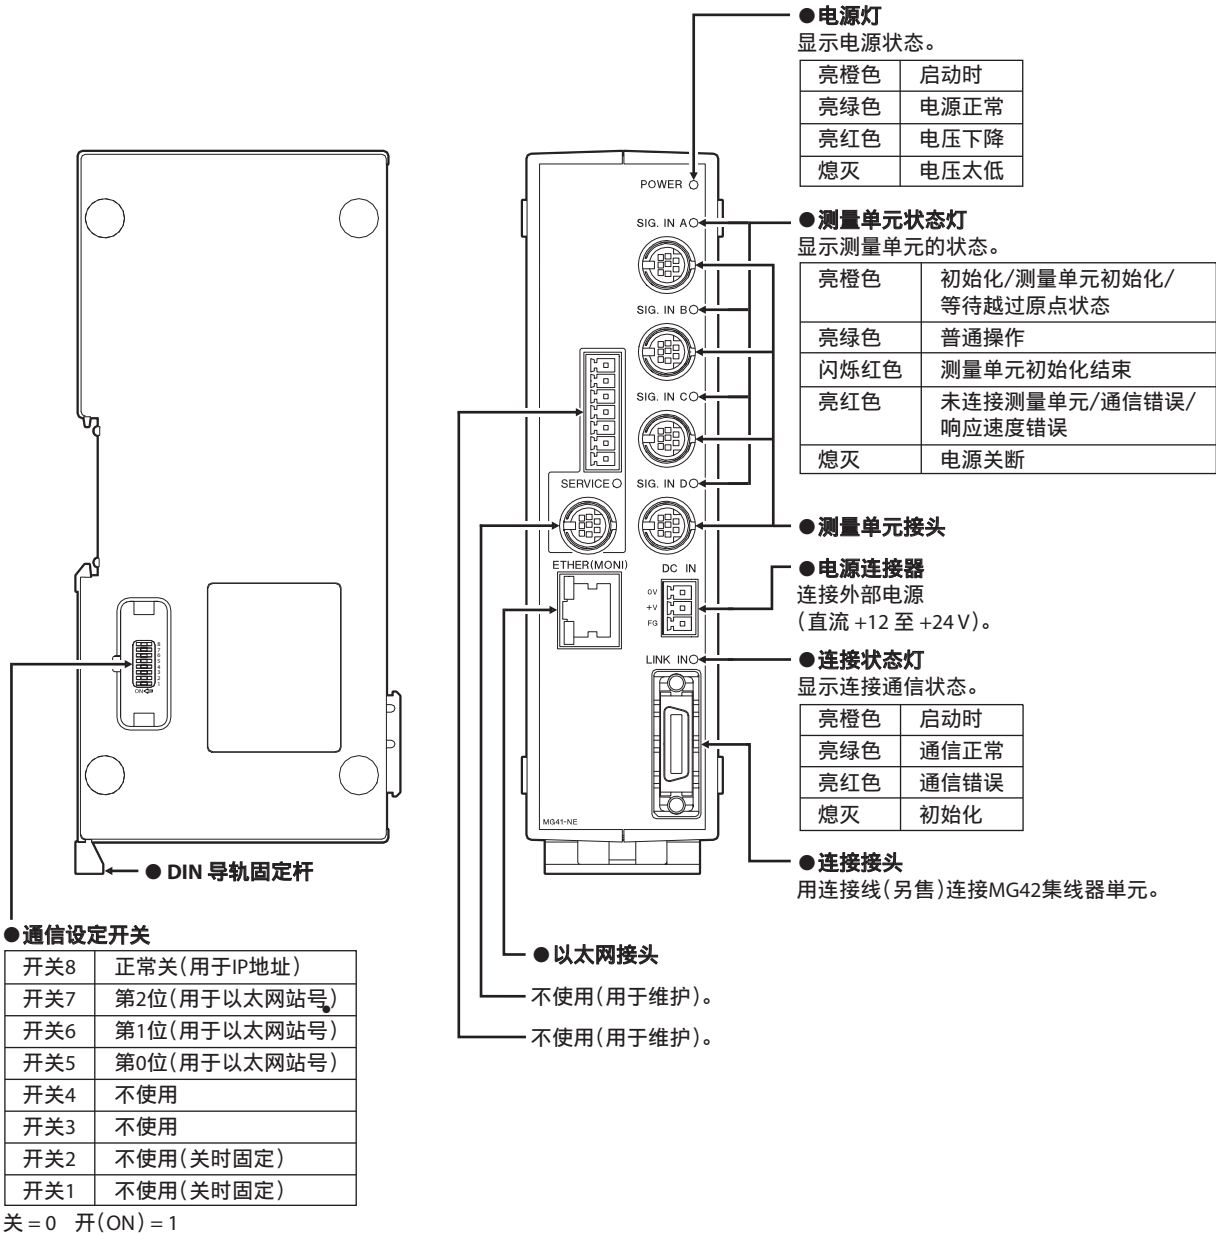 ●电源灯
显示电源状态。
亮橙色 启动时
亮绿色 电源正常
亮红色 电压下降
熄灭 电压太低
●测量单元状态灯
显示测量单元的状态。
亮橙色 初始化/测量单元初始化/
等待越过原点状态
亮绿色 普通操作
闪烁红色 测量单元初始化结束
亮红色 未连接测量单元/通信错误/
响应速度错误
熄灭 电源关断
●测量单元接头
●电源连接器
连接外部电源
(直流 +12 至 +24 V)。
●连接状态灯
显示连接通信状态。
亮橙色 启动时
亮绿色 通信正常
亮红色 通信错误
熄灭 初始化
●连接接头
用连接线(另售)连接MG42集线器単元。
POWER
SIG. IN A
SIG. IN B
SIG. IN C
SERVICE
SIG. IN D
ETHER(MONI)
DC IN
0V
+V
FG
LINK IN
MG41-NE
8
7
6
5
4
3
2
1
ON
●DIN 导轨固定杆
●以太网接头
不使用(用于维护)。
不使用(用于维护)。
●通信设定开关
开关8 正常关(用于IP地址)
开关7 第2位(用于以太网站号)
开关6 第1位(用于以太网站号)
开关5 第0位(用于以太网站号)
开关4 不使用
开关3 不使用
开关2 不使用(关时固定)
开关1 不使用(关时固定)
关 = 0 开(ON) = 1